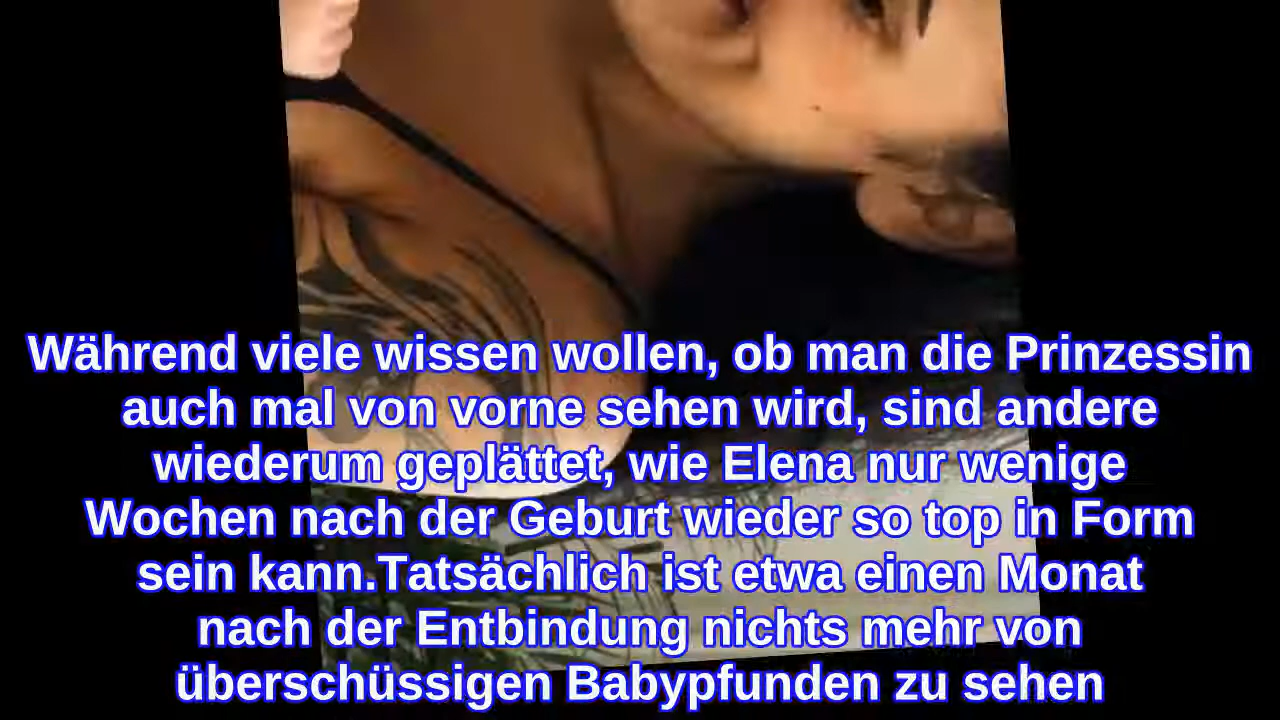 Während viele wissen wollen, ob man die Prinzessin
auch mal von vorne sehen wird, sind andere
wiederum geplättet, wie Elena nur wenige
Wochen nach der Geburt wieder so top in Form
sein kann.Tatsächlich ist etwa einen Monat
nach der Entbindung nichts mehr von
überschüssigen Babypfunden zu sehen